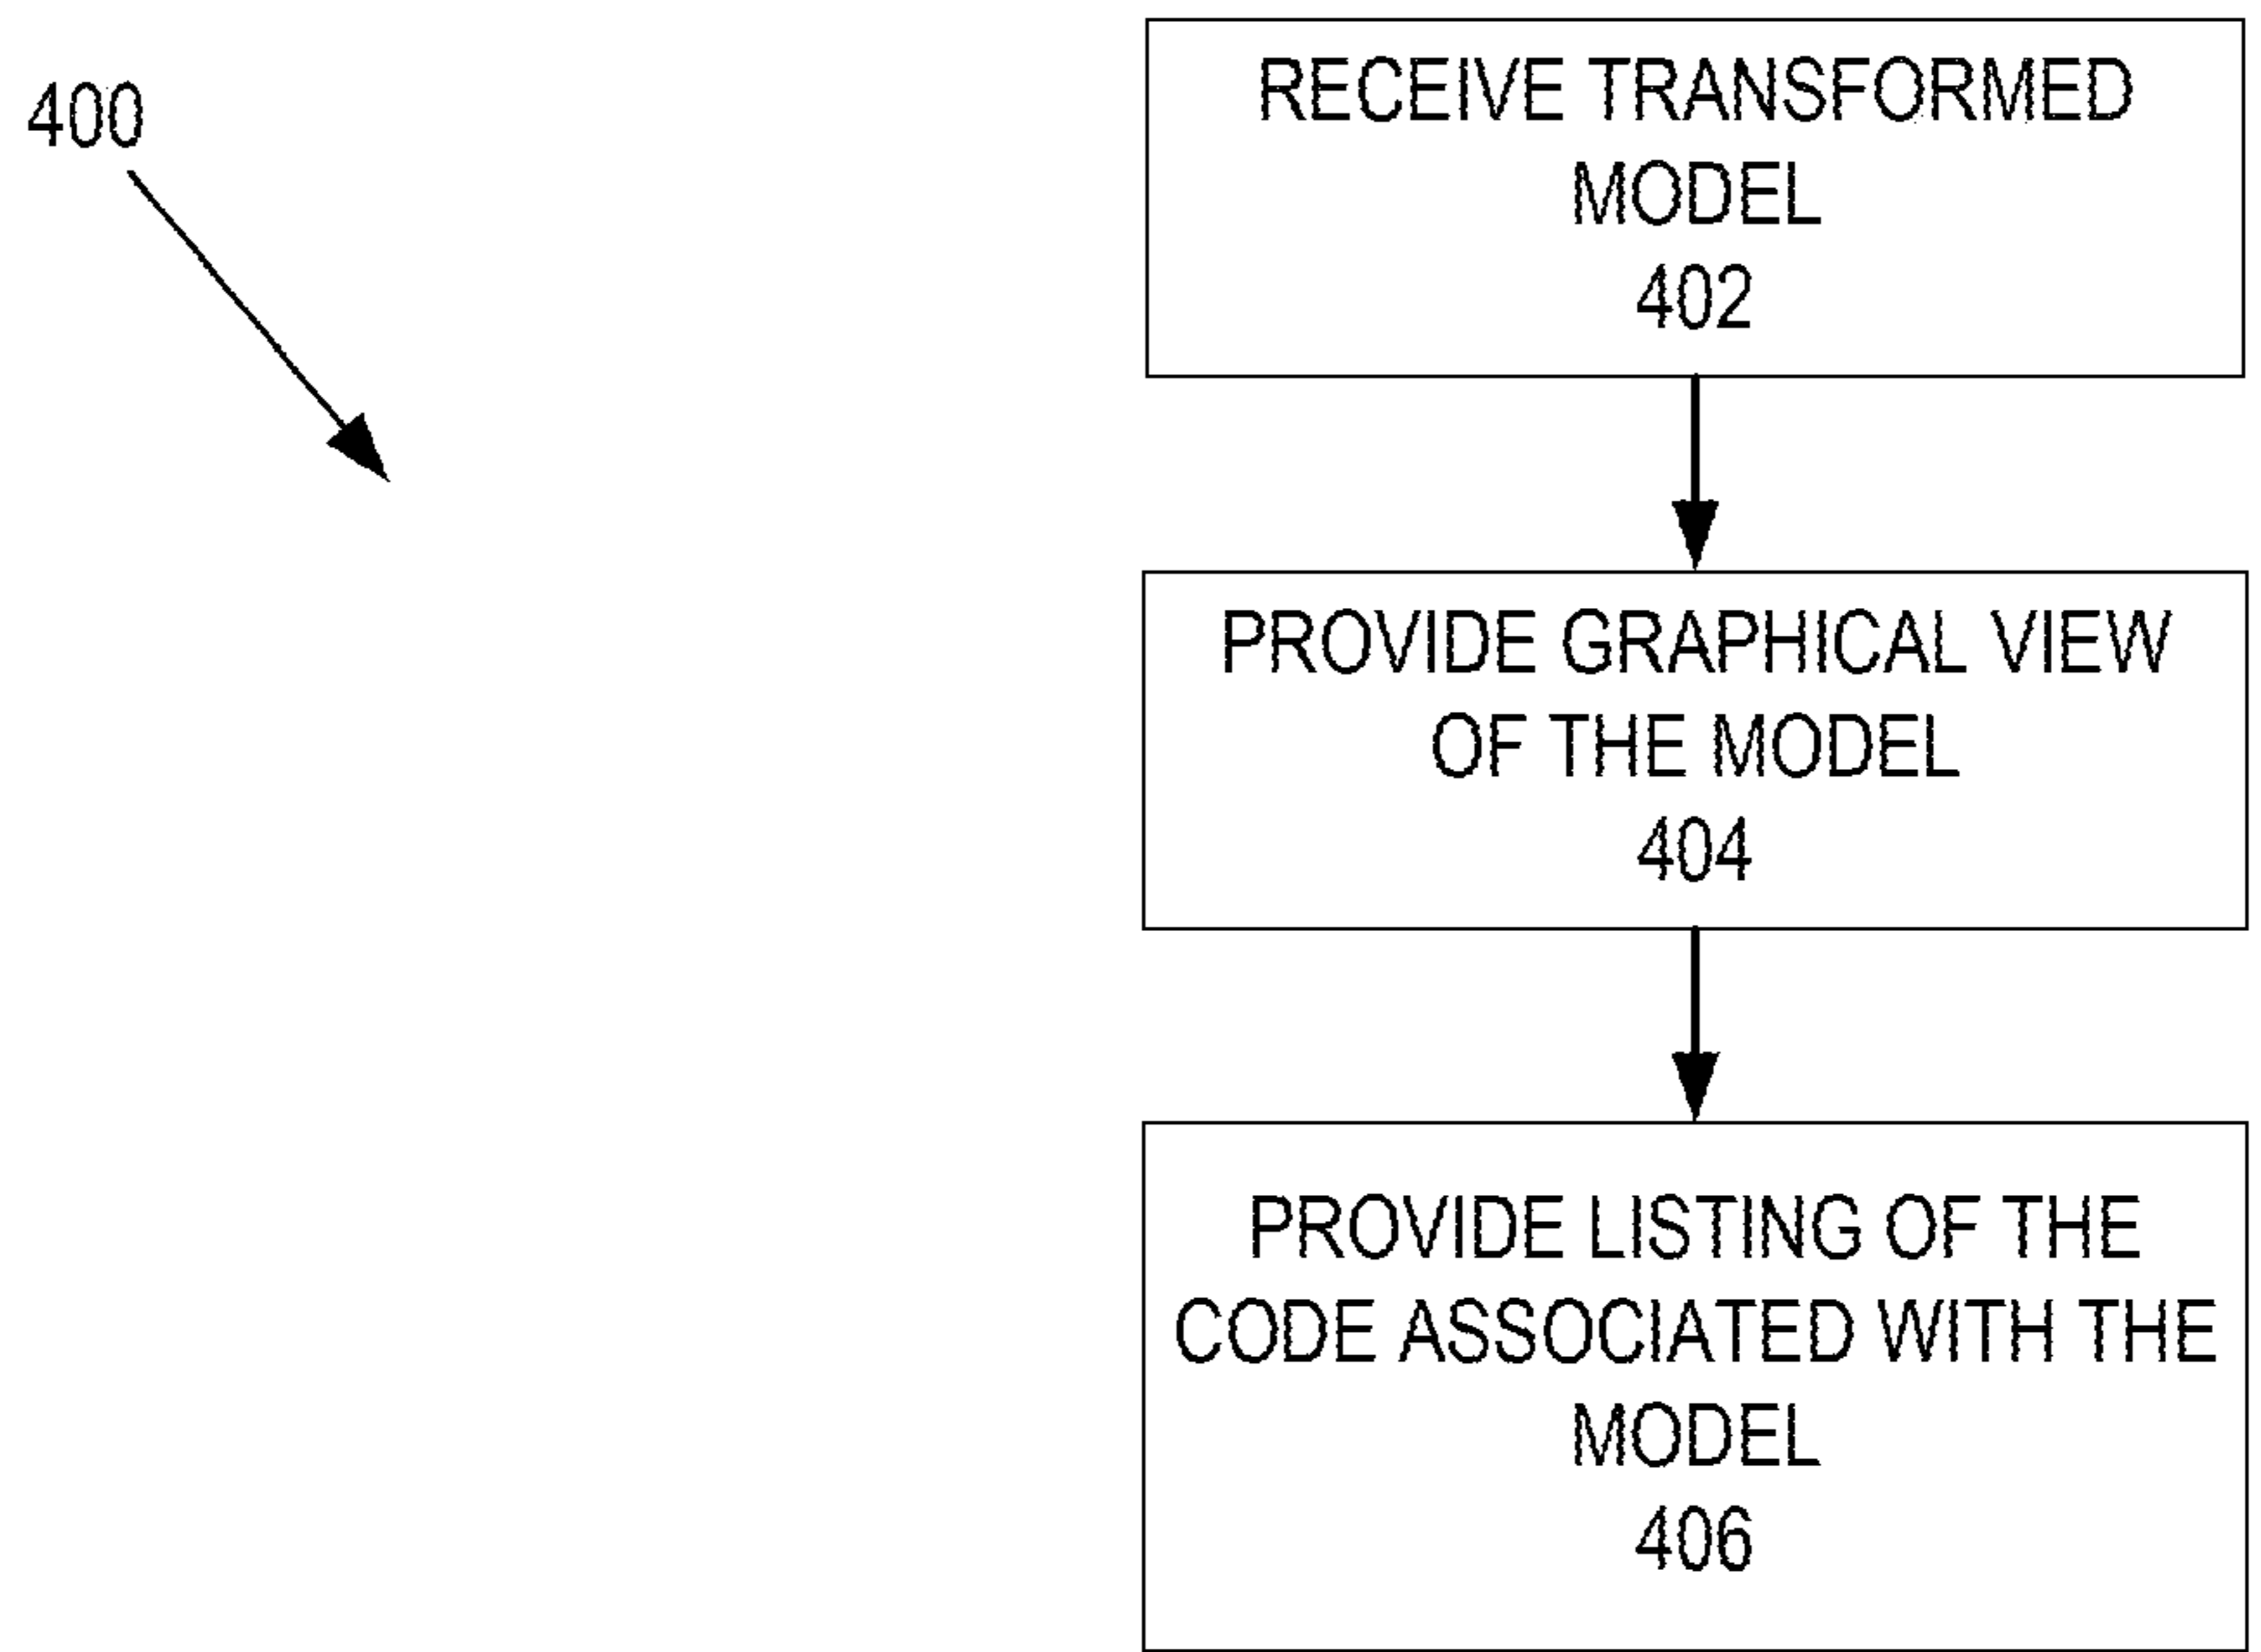 400
RECEIVE TRANSFORMED
MODEL
402
PROVIDE GRAPHICAL VIEW
OF THE MODEL
404
PROVIDE LISTING OF THE
CODE ASSOCIATED WITH THE
MODEL
406